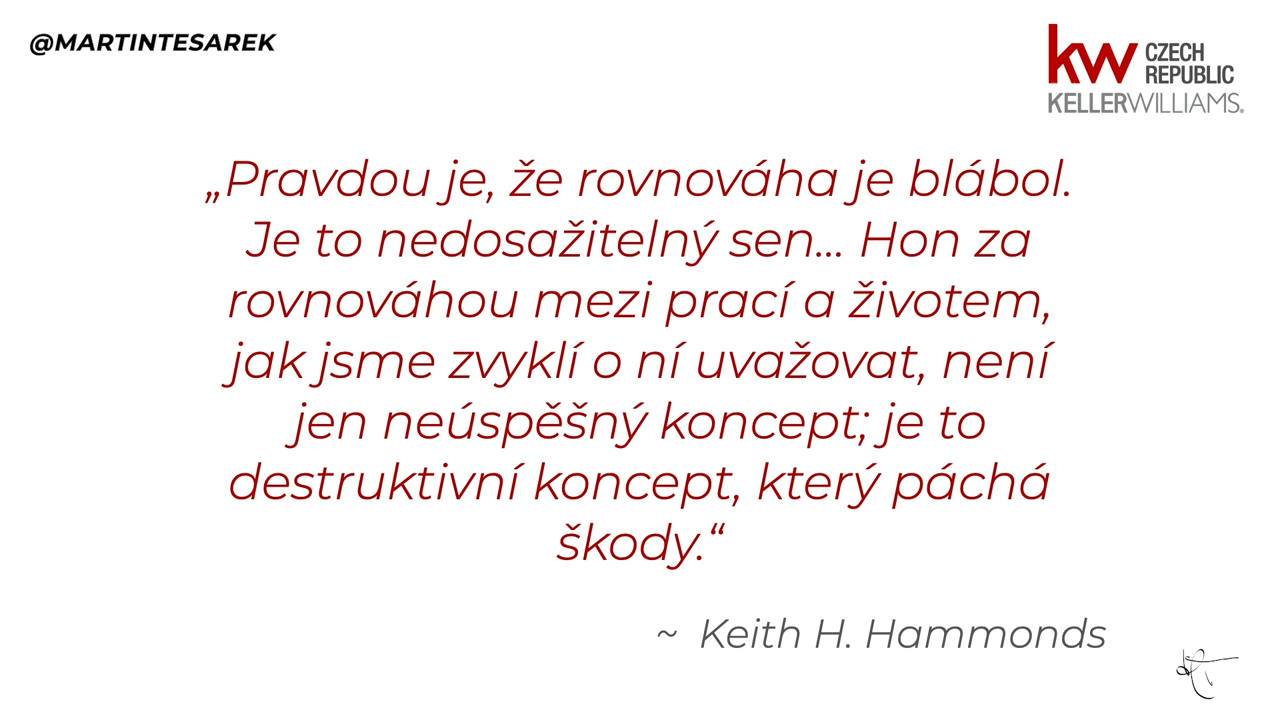 @MARTINTESAREK
kw CZECH
REPUBLIC
KELLERWILLIAMS®
„Pravdou je, že rovnováha je blábol.
Je to nedosažitelný sen... Hon za
rovnováhou mezi prací a životem,
jak jsme zvyklí o ní uvažovat, není
jen neúspěšný koncept; je to
destruktivní koncept, který páchá
škody.“
~ Keith H. Hammonds